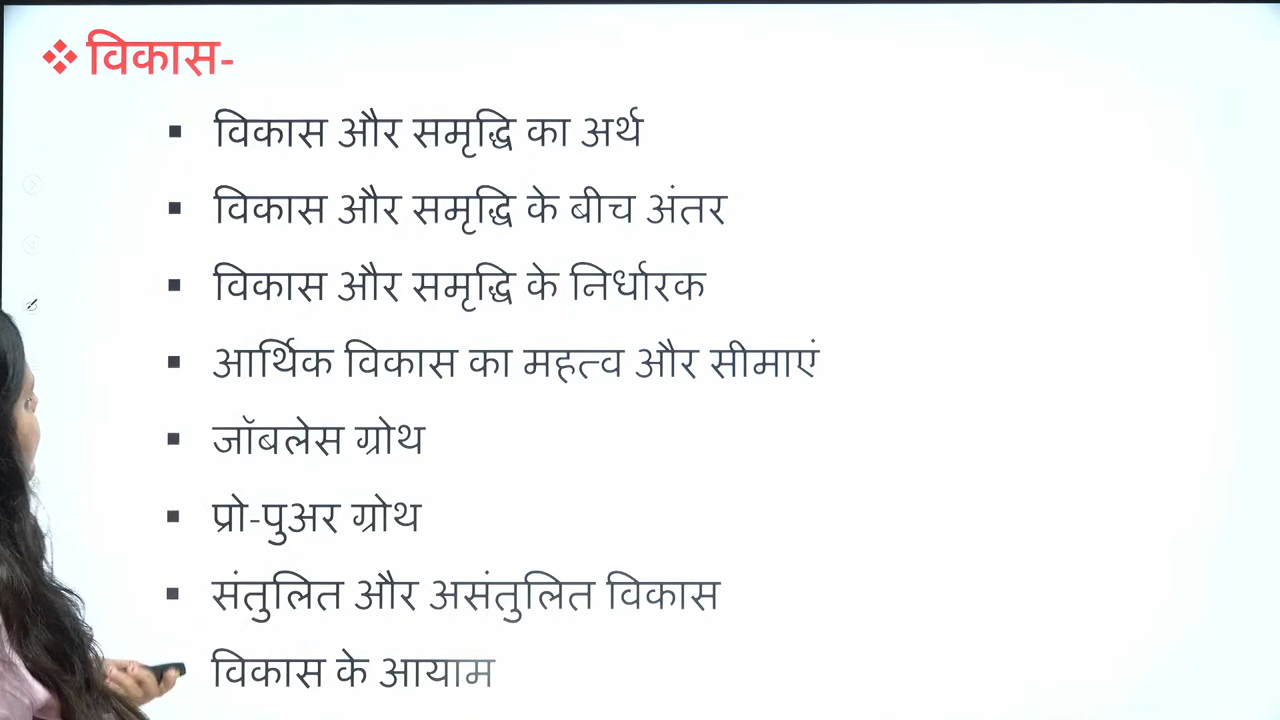 ❖ विकास-
▪ विकास और समृद्धि का अर्थ
▪ विकास और समृद्धि के बीच अंतर
▪ विकास और समृद्धि के निर्धारक
▪ आर्थिक विकास का महत्व और सीमाएं
▪ जॉबलेस ग्रोथ
▪ प्रो-पुअर ग्रोथ
▪ संतुलित और असंतुलित विकास
विकास के आयाम